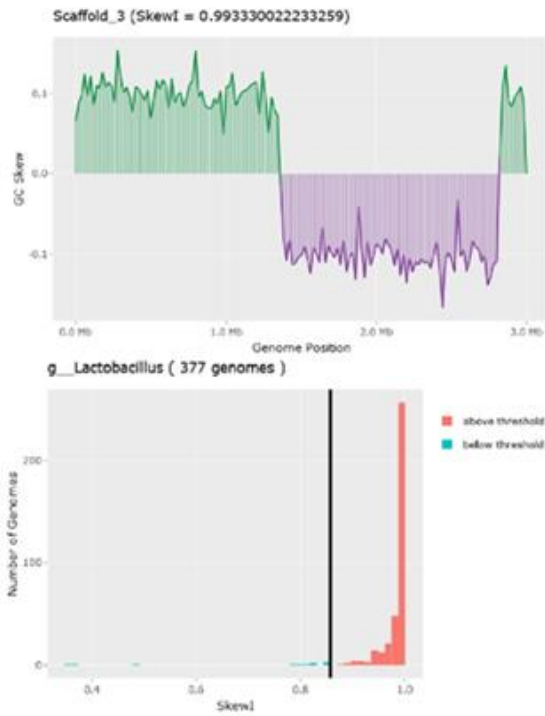 Scaffold_3 (SkewI = 0.993330022233259)
0.1
0.0
-0.1
GC Skew
0.0 Mb 1.0 Mb 2.0 Mb 3.0 Mb
Genome Position
g__Lactobacillus ( 377 genomes )
above threshold
below threshold
200
100
0
Number of Genomes
0.4 0.6 0.8 1.0
SkewI